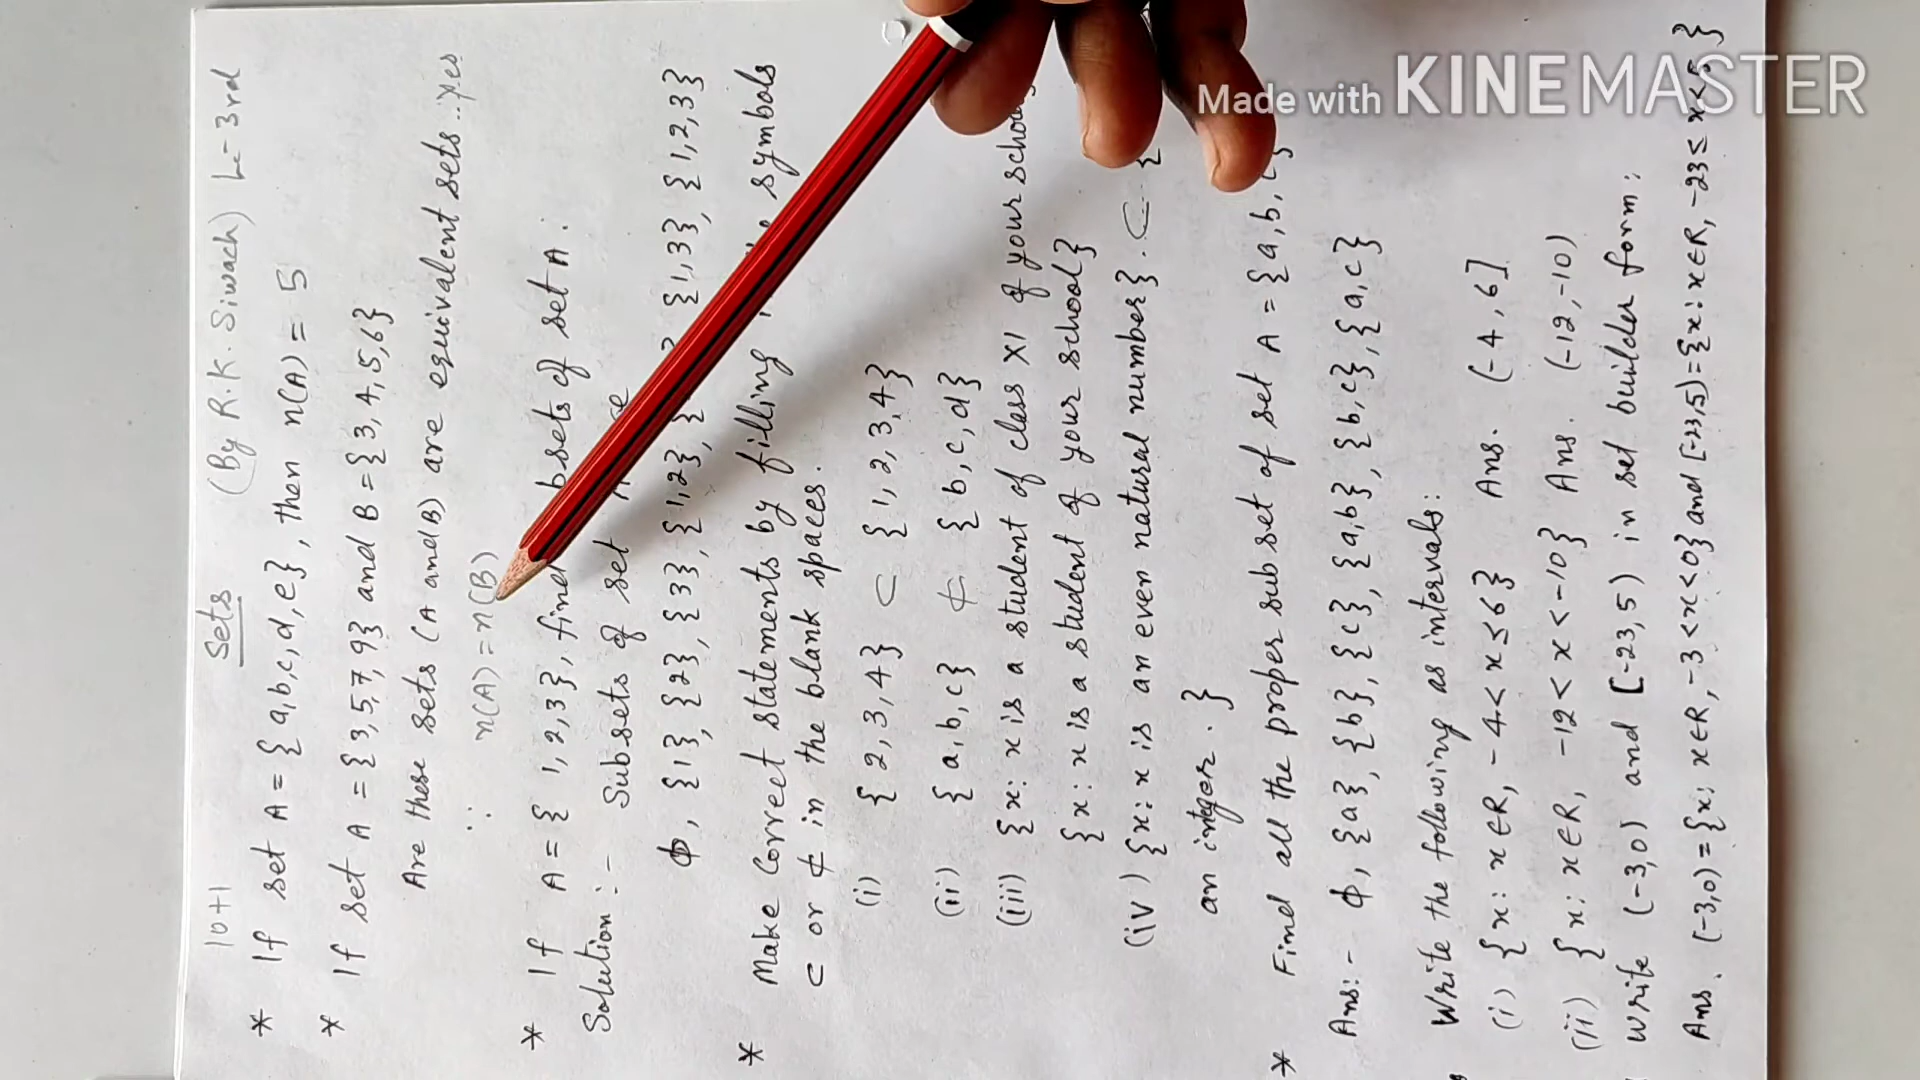 10+1 Sets (By R.K. Siwach) L-3rd
* If set A = {a,b,c,d,e}, then n(A) = 5
* If set A = {3,5,7,9} and B = {3,4,5,6}
Are these sets (A and B) are equivalent sets...yes
∵ n(A) = n(B)
* If A = {1,2,3}, find bsets of set A.
Solution:- Subsets of set A
ϕ, {1}, {2}, {3}, {1,2}, {1,3}, {1,2,3}
* Make Correct statements by filling symbols
⊂ or ⊄ in the blank spaces.
(i) {2,3,4} ⊂ {1,2,3,4}
(ii) {a,b,c} ⊄ {b,c,d}
(iii) {x: x is a student of class XI of your school
{x: x is a student of your school}
(iv) {x: x is an even natural number}. ⊂ {
an integer.}
* Find all the proper subset of set A = {a,b,
Ans:- ϕ, {a}, {b}, {c}, {a,b}, {b,c}, {a,c}
Write the following as intervals:
(i) {x: x∈R, -4<x≤6} Ans. (-4,6]
(ii) {x: x∈R, -12<x<-10} Ans. (-12,-10)
Write (-3,0) and [-23,5) in set builder form:
Ans. (-3,0) = {x: x∈R, -3<x<0} and [-23,5) = {x: x∈R, -23≤x<5}
Made with KINEMASTER